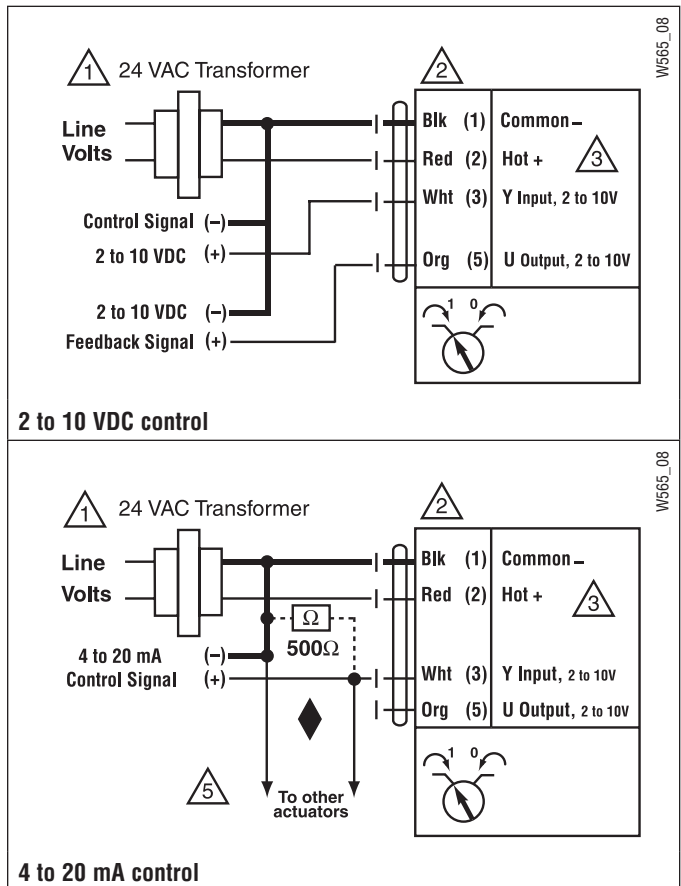 W565_08
1 24 VAC Transformer 2
Line Volts
Blk (1) Common –
Red (2) Hot + 3
Wht (3) Y Input, 2 to 10V
Control Signal (–)
2 to 10 VDC (+)
Org (5) U Output, 2 to 10V
2 to 10 VDC (–)
Feedback Signal (+)
1 0
2 to 10 VDC control
W565_08
1 24 VAC Transformer 2
Line
Volts
Blk (1) Common –
Red (2) Hot + 3
Ω
500Ω
4 to 20 mA (–)
Control Signal (+)
Wht (3) Y Input, 2 to 10V
Org (5) U Output, 2 to 10V
1 0
5
To other
actuators
4 to 20 mA control